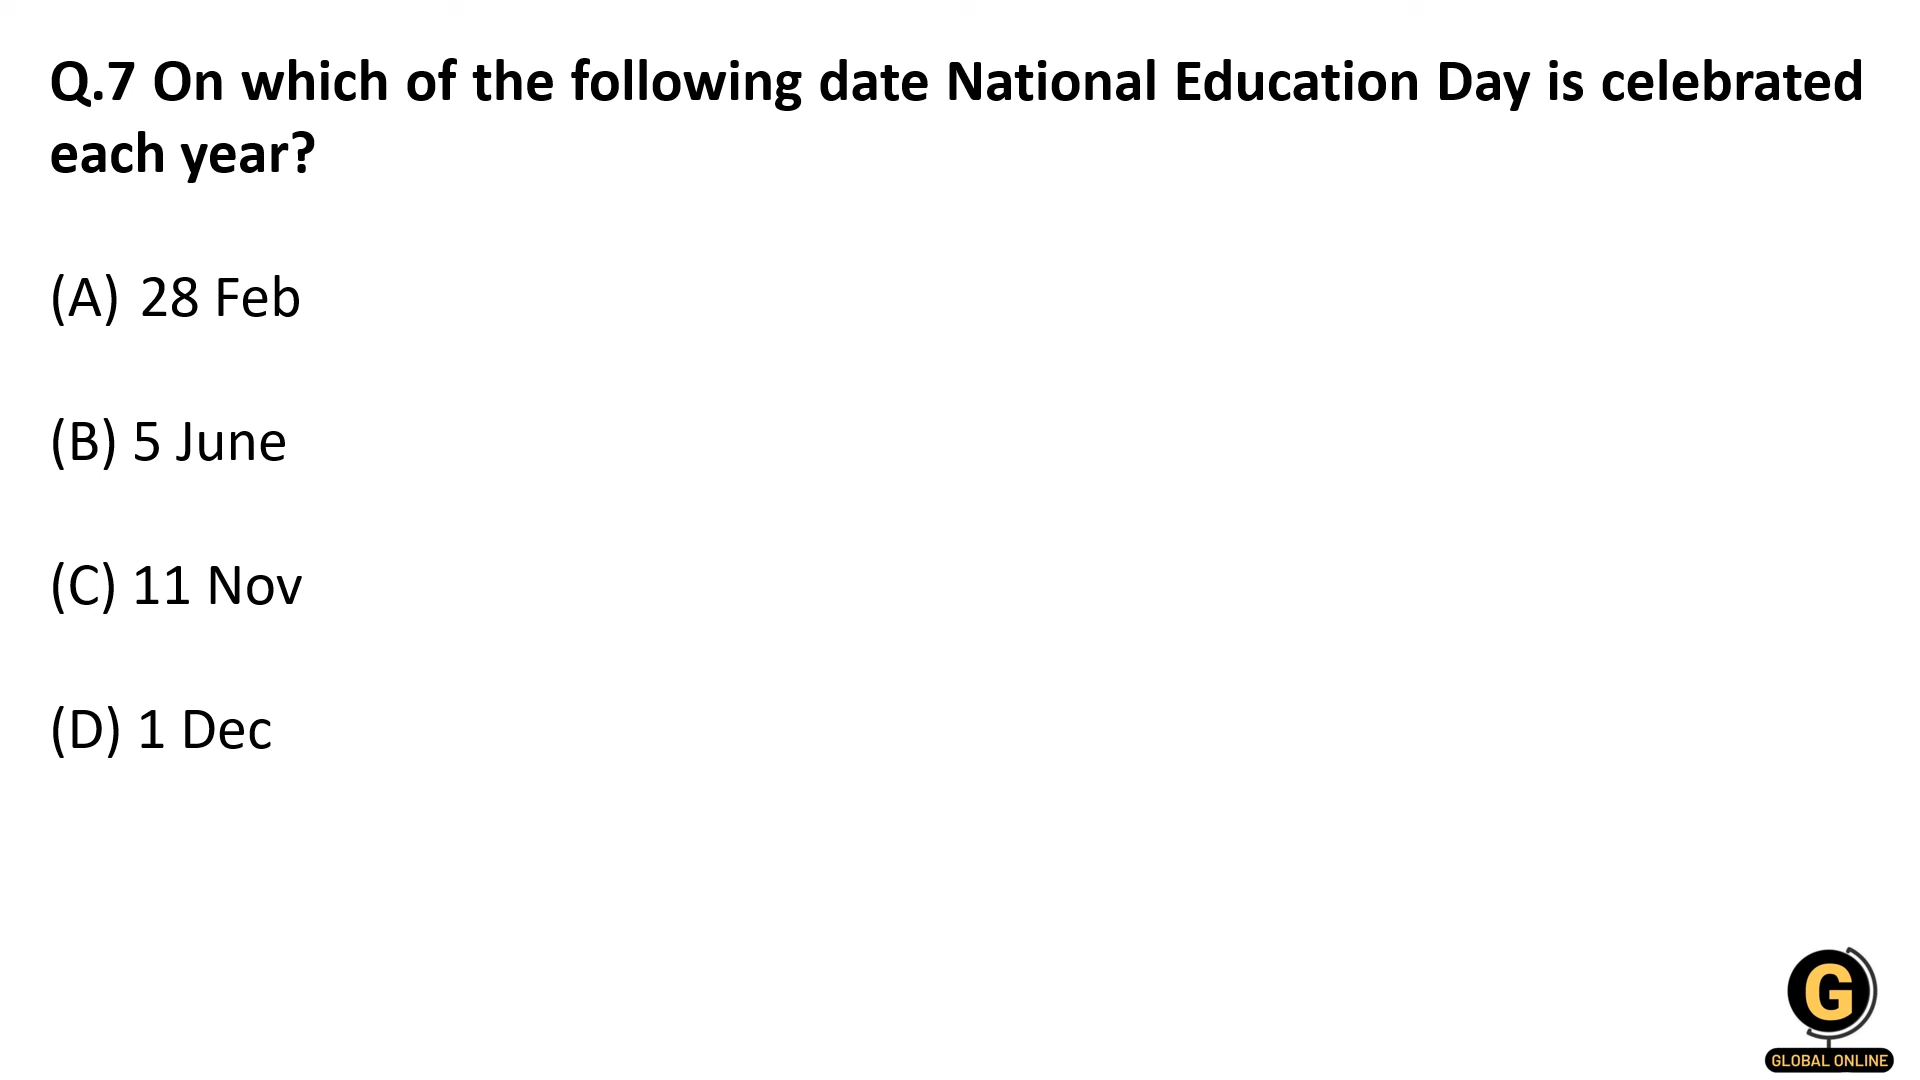 Q.7 On which of the following date National Education Day is celebrated
each year?
(A) 28 Feb
(B) 5 June
(C) 11 Nov
(D) 1 Dec
G
GLOBAL ONLINE